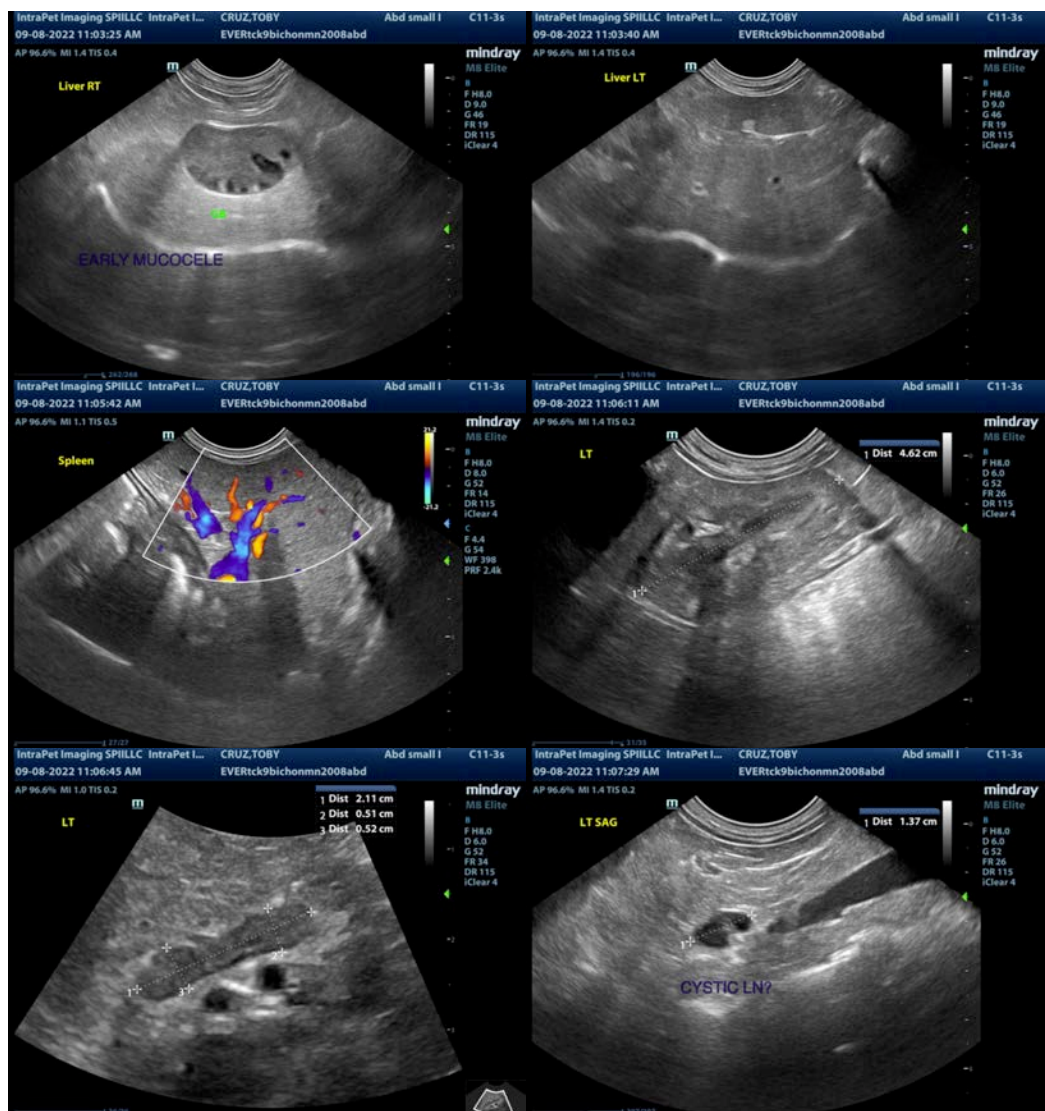 IntraPet Imaging SPIILLC IntraPet I... CRUZ,TOBY Abd small I C11-3s
09-08-2022 11:03:25 AM EVERtck9bichonmn2008abd
AP 96.6% MI 1.4 TIS 0.4
mindray
M8 Elite
Liver RT
B
F H8.0
D 9.0
G 46
FR 19
DR 115
iClear 4
GB
EARLY MUCOCELE
IntraPet Imaging SPIILLC IntraPet I... CRUZ,TOBY Abd small I C11-3s
09-08-2022 11:03:40 AM EVERtck9bichonmn2008abd
AP 96.6% MI 1.4 TIS 0.4
mindray
M8 Elite
Liver LT
B
F H8.0
D 9.0
G 46
FR 19
DR 115
iClear 4
196/196
IntraPet Imaging SPIILLC IntraPet I... CRUZ,TOBY Abd small I C11-3s
09-08-2022 11:05:42 AM EVERtck9bichonmn2008abd
AP 96.6% MI 1.1 TIS 0.5
mindray
M8 Elite
Spleen
21.2
-21.2
B
F H8.0
D 8.0
G 52
FR 14
DR 115
iClear 4
C
F 4.4
G 54
WF 398
PRF 2.4k
27/27
IntraPet Imaging SPIILLC IntraPet I... CRUZ,TOBY Abd small I C11-3s
09-08-2022 11:06:11 AM EVERtck9bichonmn2008abd
AP 96.6% MI 1.4 TIS 0.2
mindray
M8 Elite
LT
1 Dist 4.62 cm
B
F H8.0
D 6.0
G 52
FR 26
DR 115
iClear 4
1
IntraPet Imaging SPIILLC IntraPet I... CRUZ,TOBY Abd small I C11-3s
09-08-2022 11:06:45 AM EVERtck9bichonmn2008abd
AP 96.6% MI 1.0 TIS 0.2
mindray
M8 Elite
LT
1 Dist 2.11 cm
2 Dist 0.51 cm
3 Dist 0.52 cm
B
F H8.0
D 6.0
G 52
FR 34
DR 115
iClear 4
1
2
3
IntraPet Imaging SPIILLC IntraPet I... CRUZ,TOBY Abd small I C11-3s
09-08-2022 11:07:29 AM EVERtck9bichonmn2008abd
AP 96.6% MI 1.4 TIS 0.2
mindray
M8 Elite
LT SAG
1 Dist 1.37 cm
B
F H8.0
D 6.0
G 52
FR 26
DR 115
iClear 4
1
CYSTIC LN?